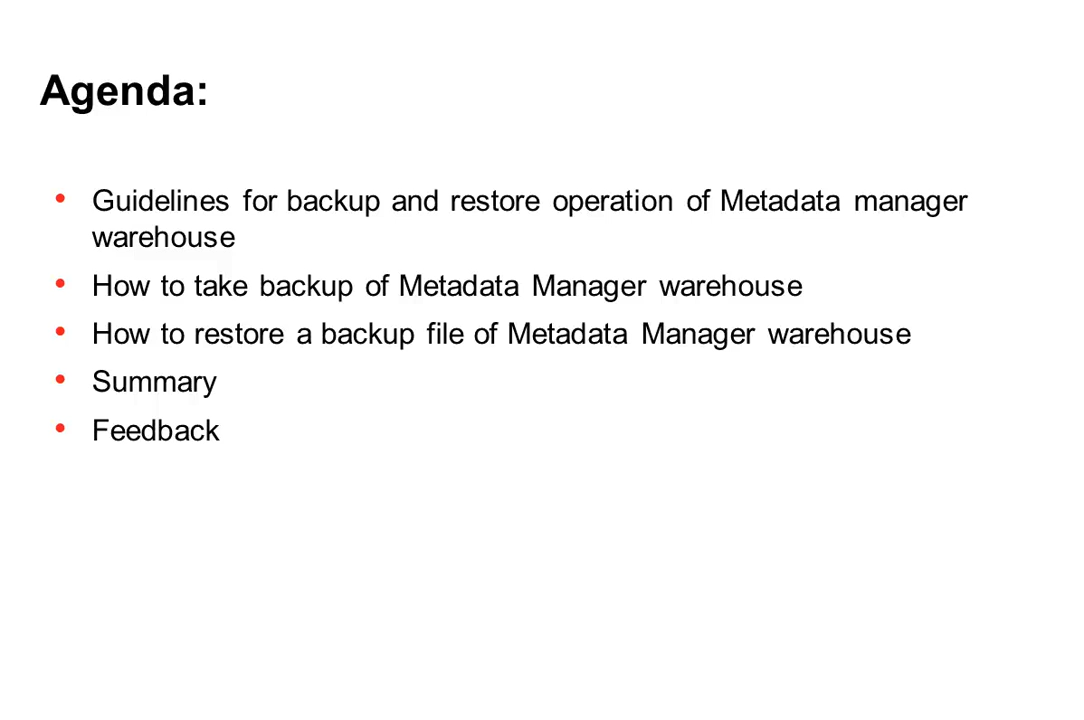 Agenda:
• Guidelines for backup and restore operation of Metadata manager
warehouse
• How to take backup of Metadata Manager warehouse
• How to restore a backup file of Metadata Manager warehouse
• Summary
• Feedback